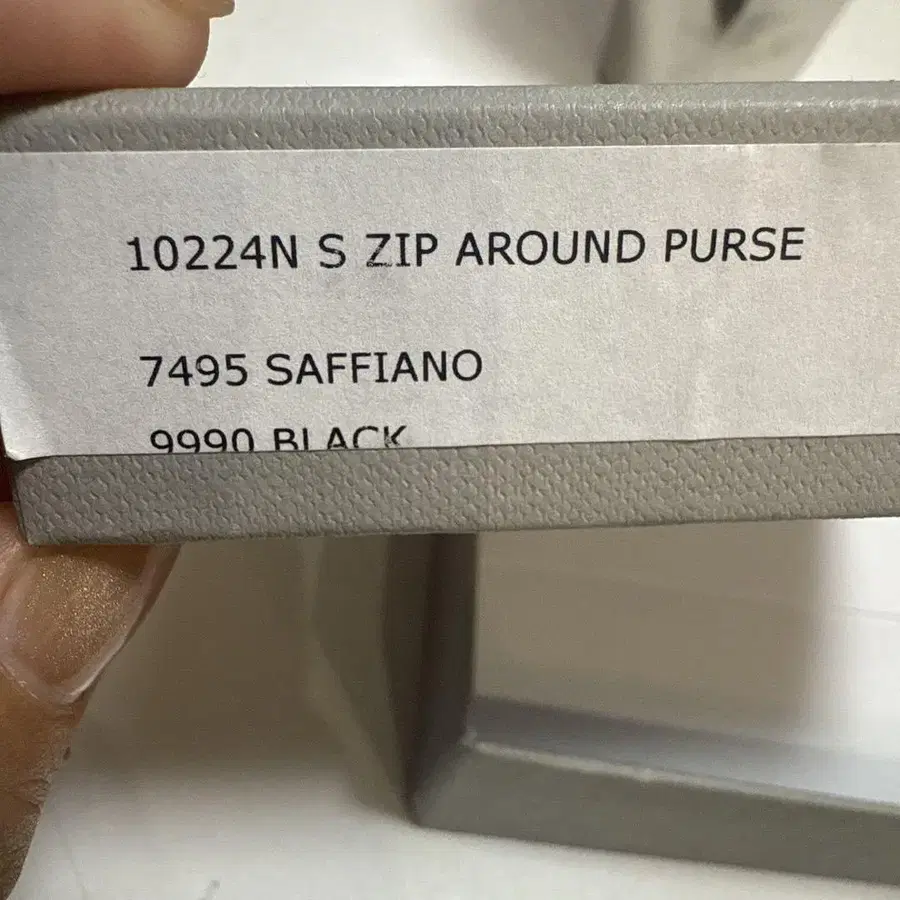 10224N S ZIP AROUND PURSE
7495 SAFFIANO
9990 BLACK